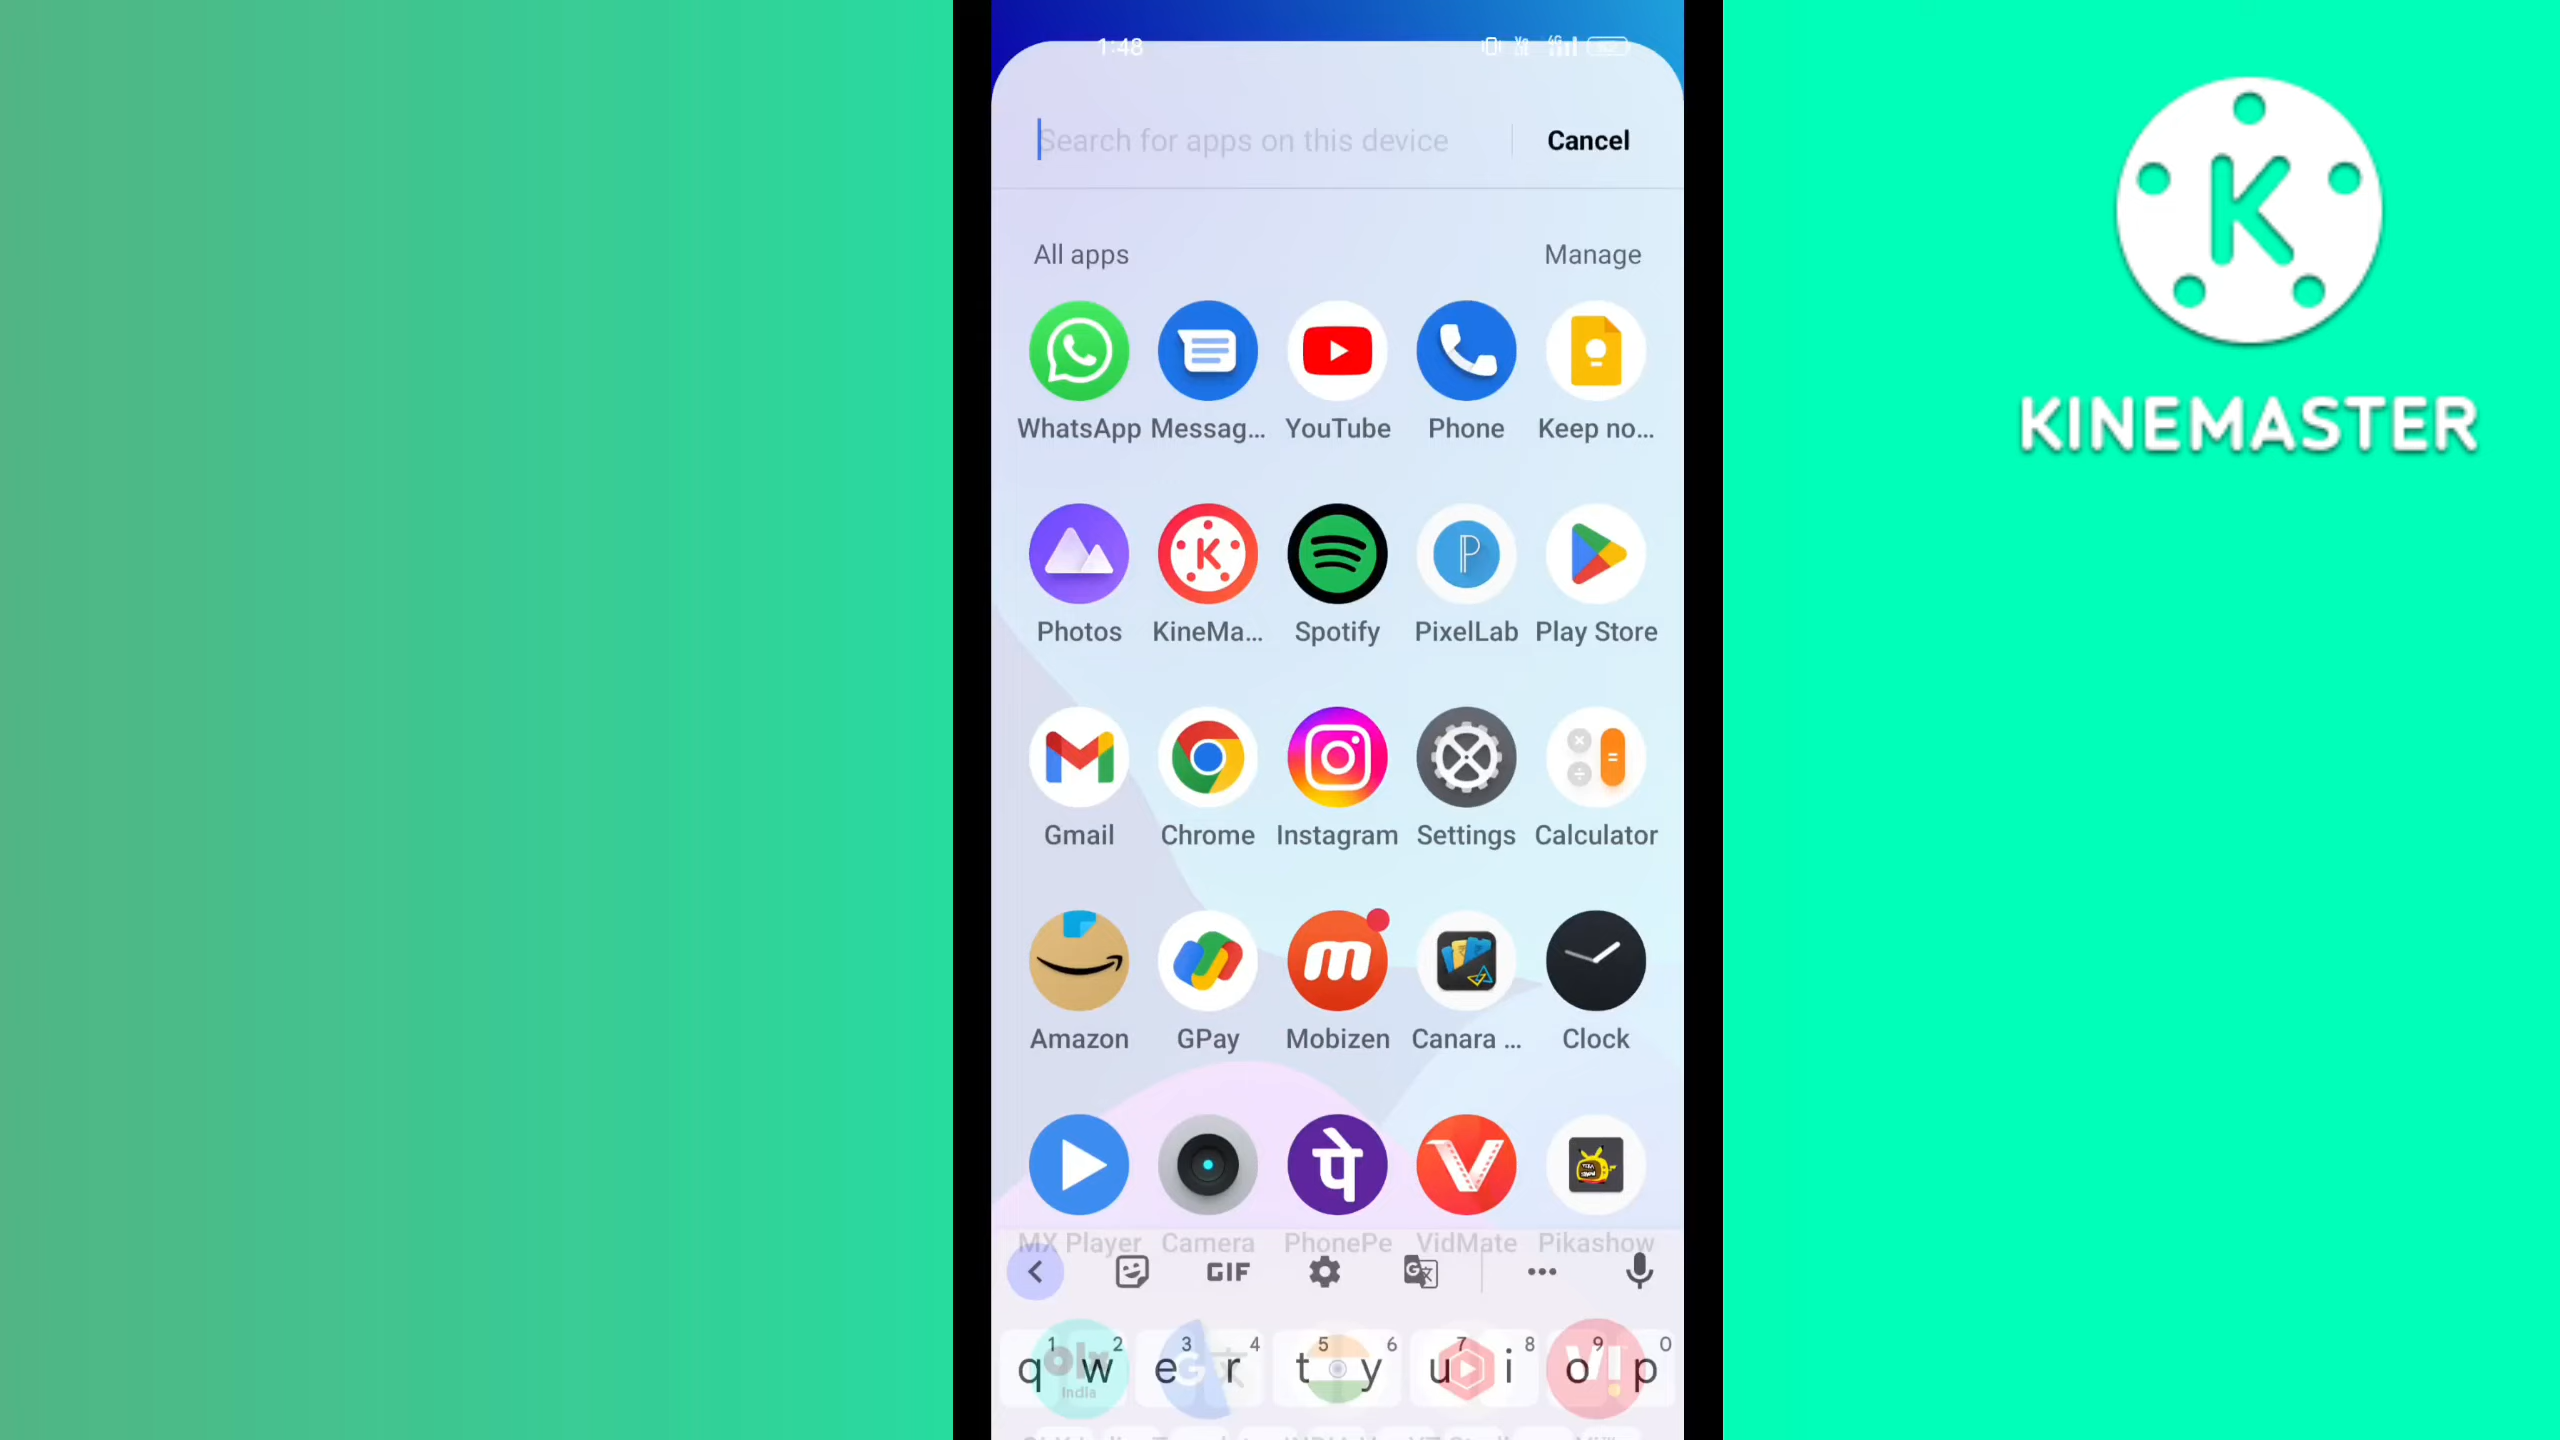 1:48
Search for apps on this device
Cancel
KINEMASTER
All apps
Manage
WhatsApp
Messag...
YouTube
Phone
Keep no...
Photos
KineMa...
Spotify
PixelLab
Play Store
Gmail
Chrome
Instagram
Settings
Calculator
Amazon
GPay
Mobizen
Canara ...
Clock
पे
MX Player
Camera
PhonePe
VidMate
Pikashow
GIF
1 2 3 4 5 6 7 8 9 0
q w e r t y u i o p
olx
India